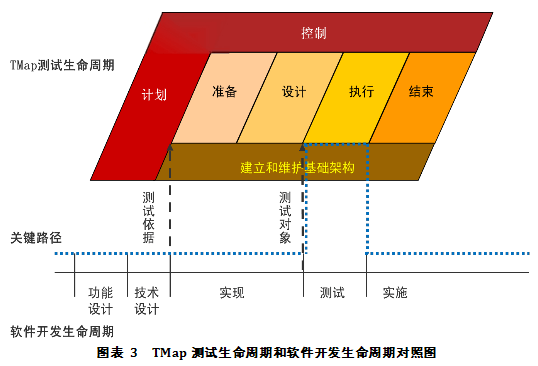 控制
TMap测试生命周期
计划
准备
设计
执行
结束
建立和维护基础架构
测试依据
测试对象
关键路径
功能
设计
技术
设计
实现
测试
实施
软件开发生命周期
图表 3 TMap 测试生命周期和软件开发生命周期对照图